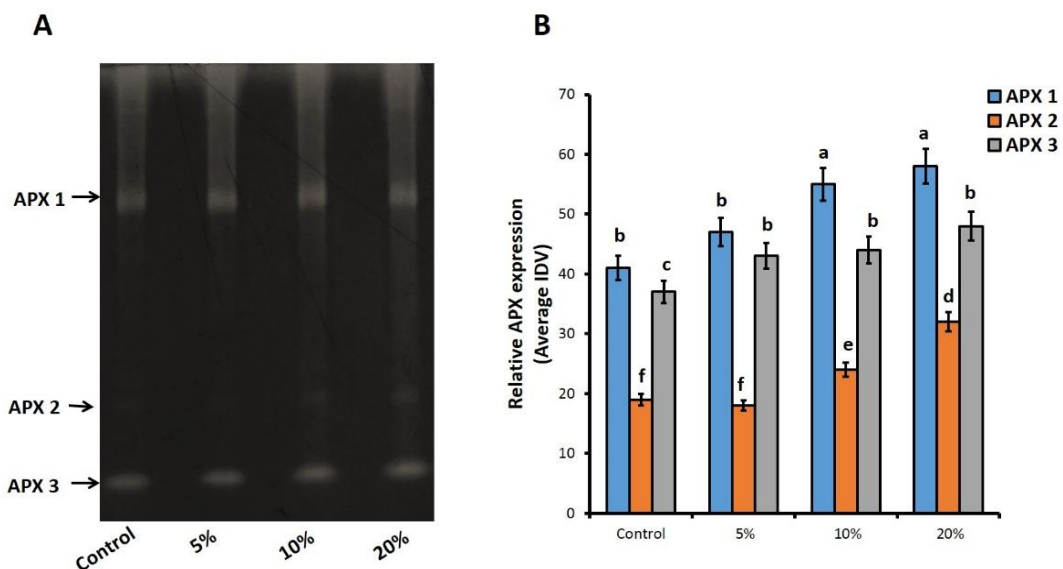 A
APX 1
APX 2
APX 3
Control 5% 10% 20%
B
APX 1
APX 2
APX 3
Relative APX expression
(Average IDV)
70
60
50
40
30
20
10
0
b f c
b f b
a e b
a d b
Control 5% 10% 20%